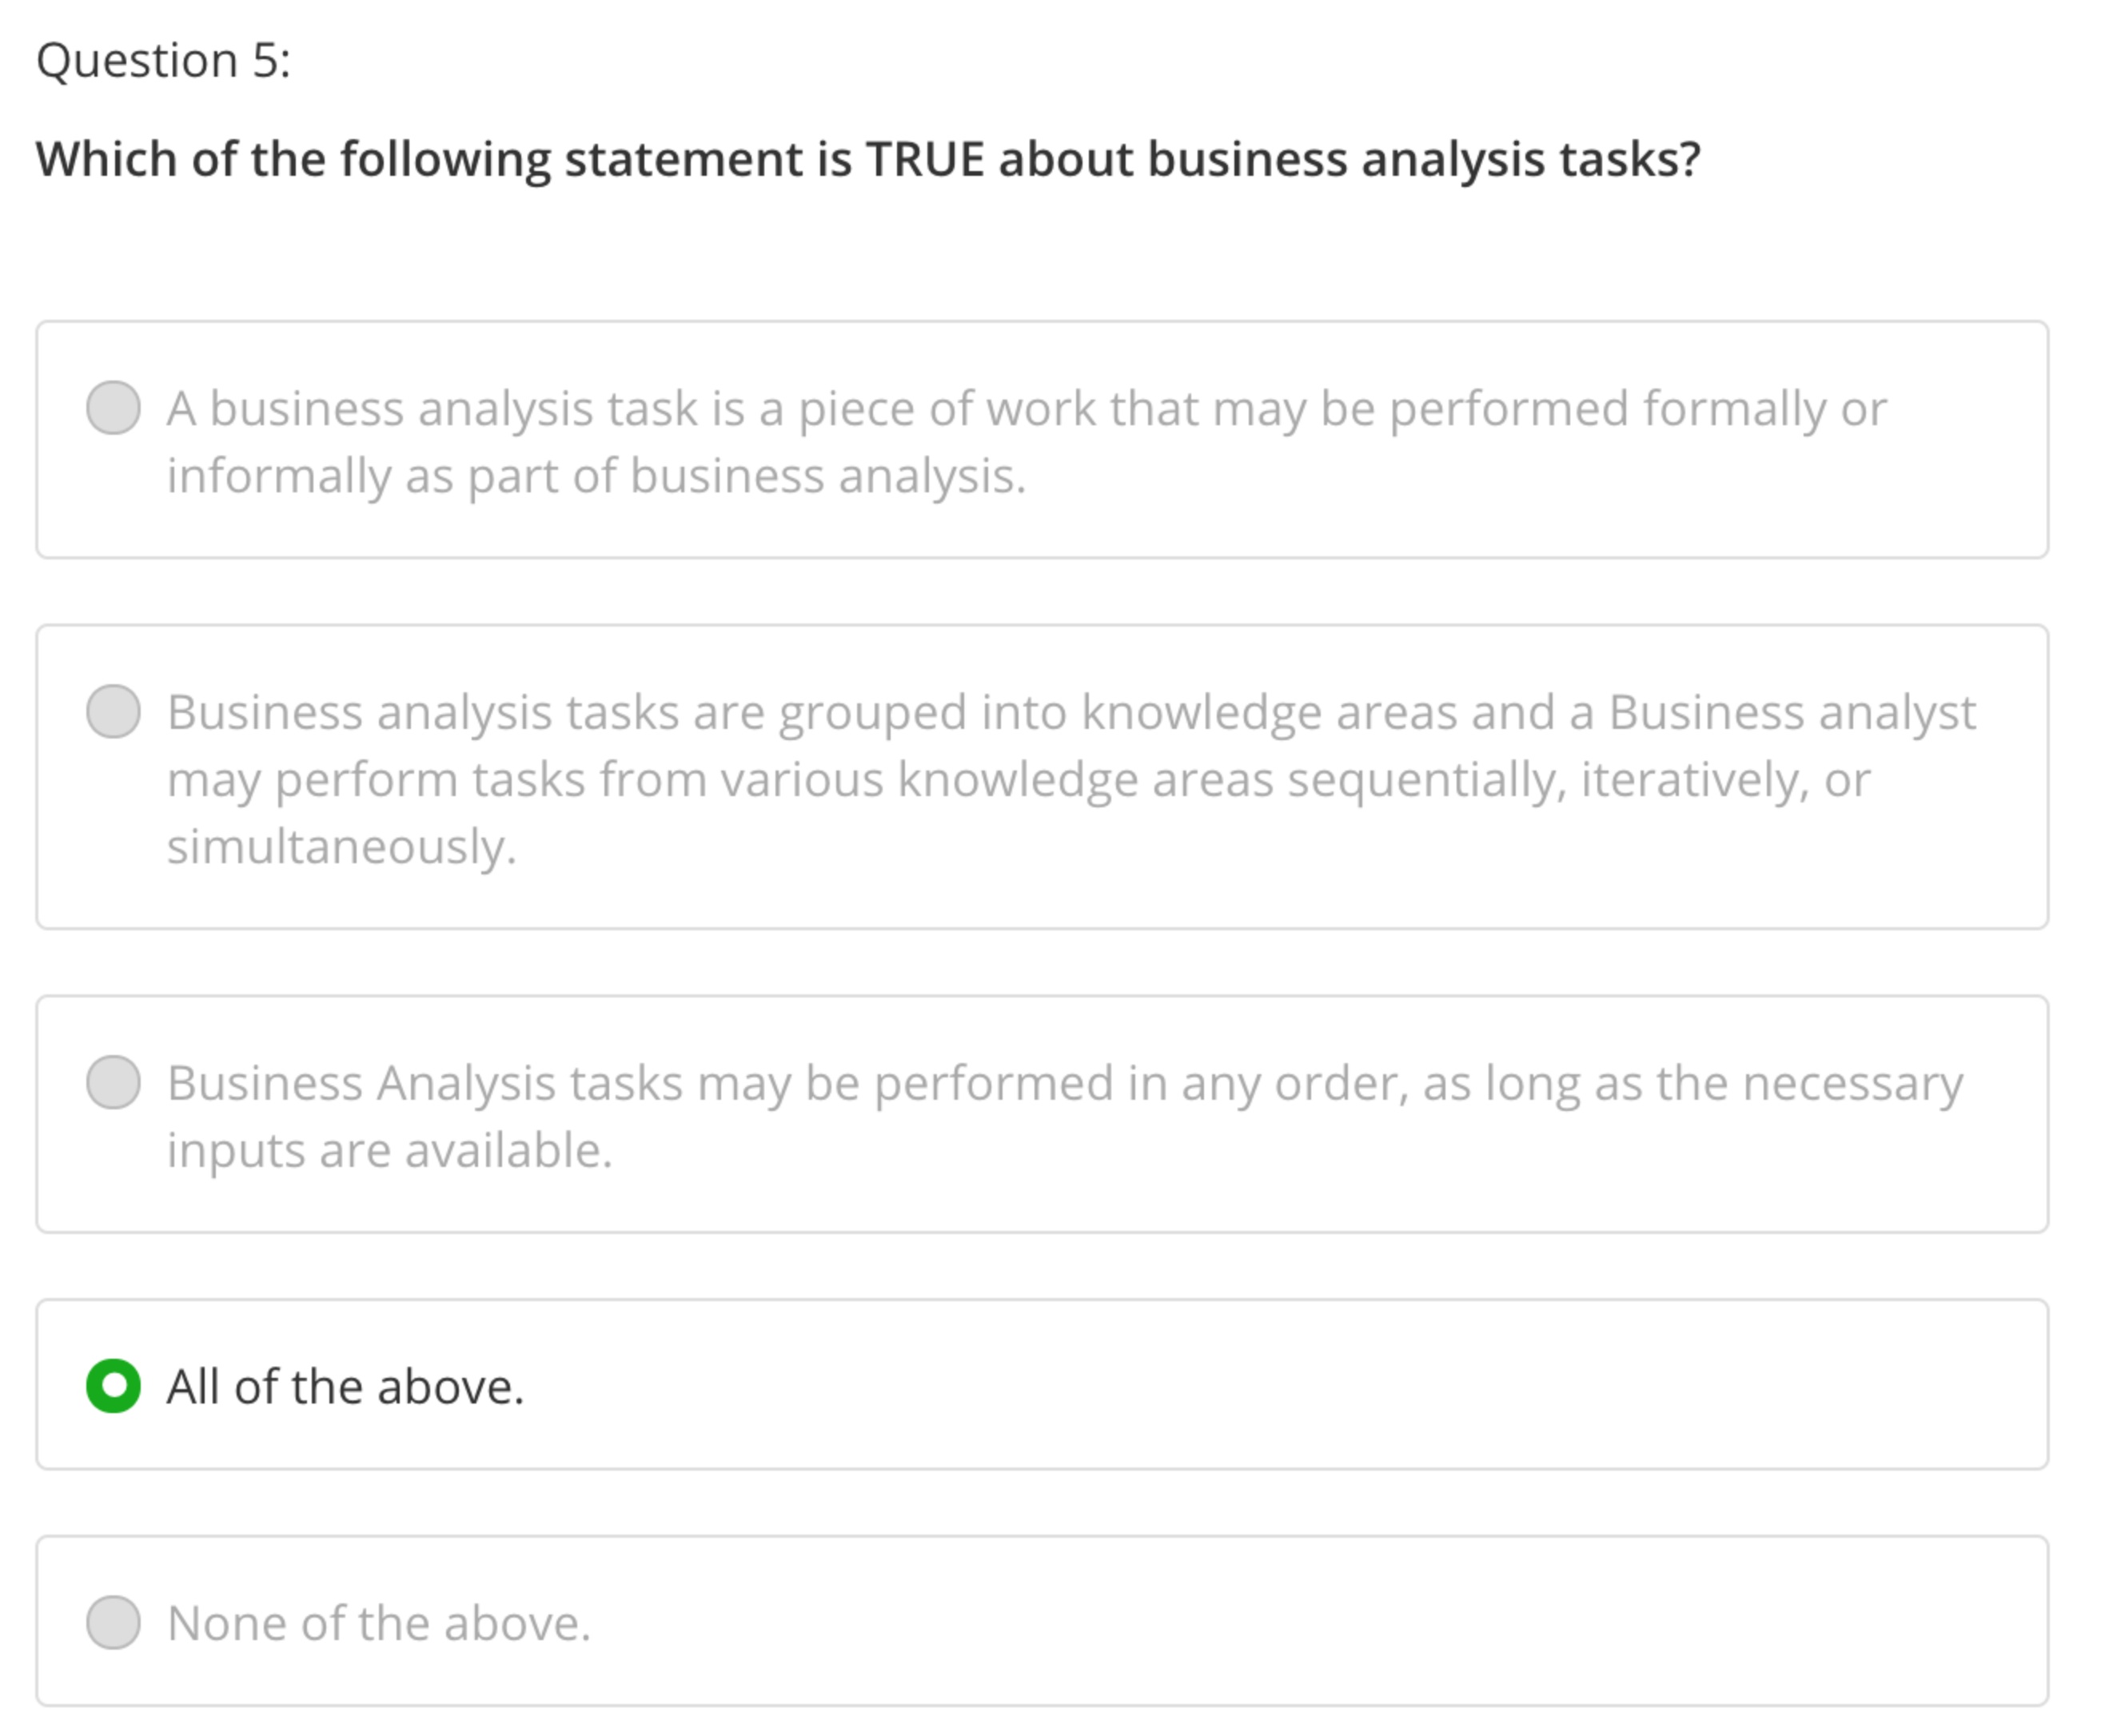 Question 5:
Which of the following statement is TRUE about business analysis tasks?
A business analysis task is a piece of work that may be performed formally or
informally as part of business analysis.
Business analysis tasks are grouped into knowledge areas and a Business analyst
may perform tasks from various knowledge areas sequentially, iteratively, or
simultaneously.
Business Analysis tasks may be performed in any order, as long as the necessary
inputs are available.
All of the above.
None of the above.